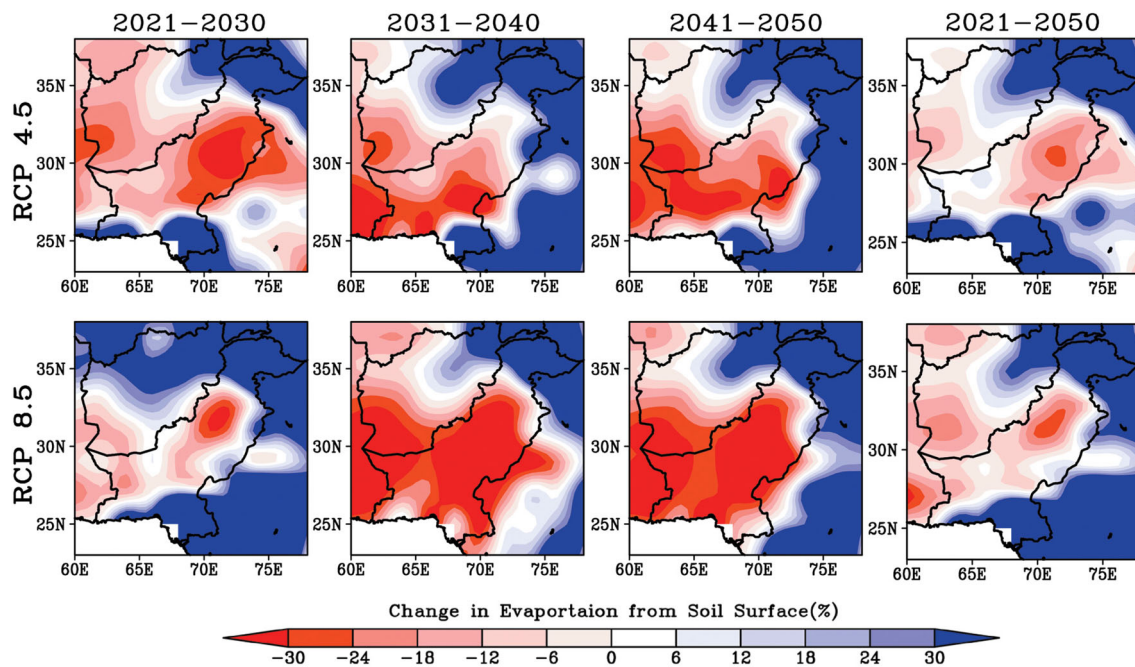 2021−2030 2031−2040 2041−2050 2021−2050
RCP 4.5
35N 35N 35N 35N
30N 30N 30N 30N
25N 25N 25N 25N
60E 65E 70E 75E 60E 65E 70E 75E 60E 65E 70E 75E 60E 65E 70E 75E
RCP 8.5
35N 35N 35N 35N
30N 30N 30N 30N
25N 25N 25N 25N
60E 65E 70E 75E 60E 65E 70E 75E 60E 65E 70E 75E 60E 65E 70E 75E
Change in Evaportaion from Soil Surface(%)
−30 −24 −18 −12 −6 0 6 12 18 24 30